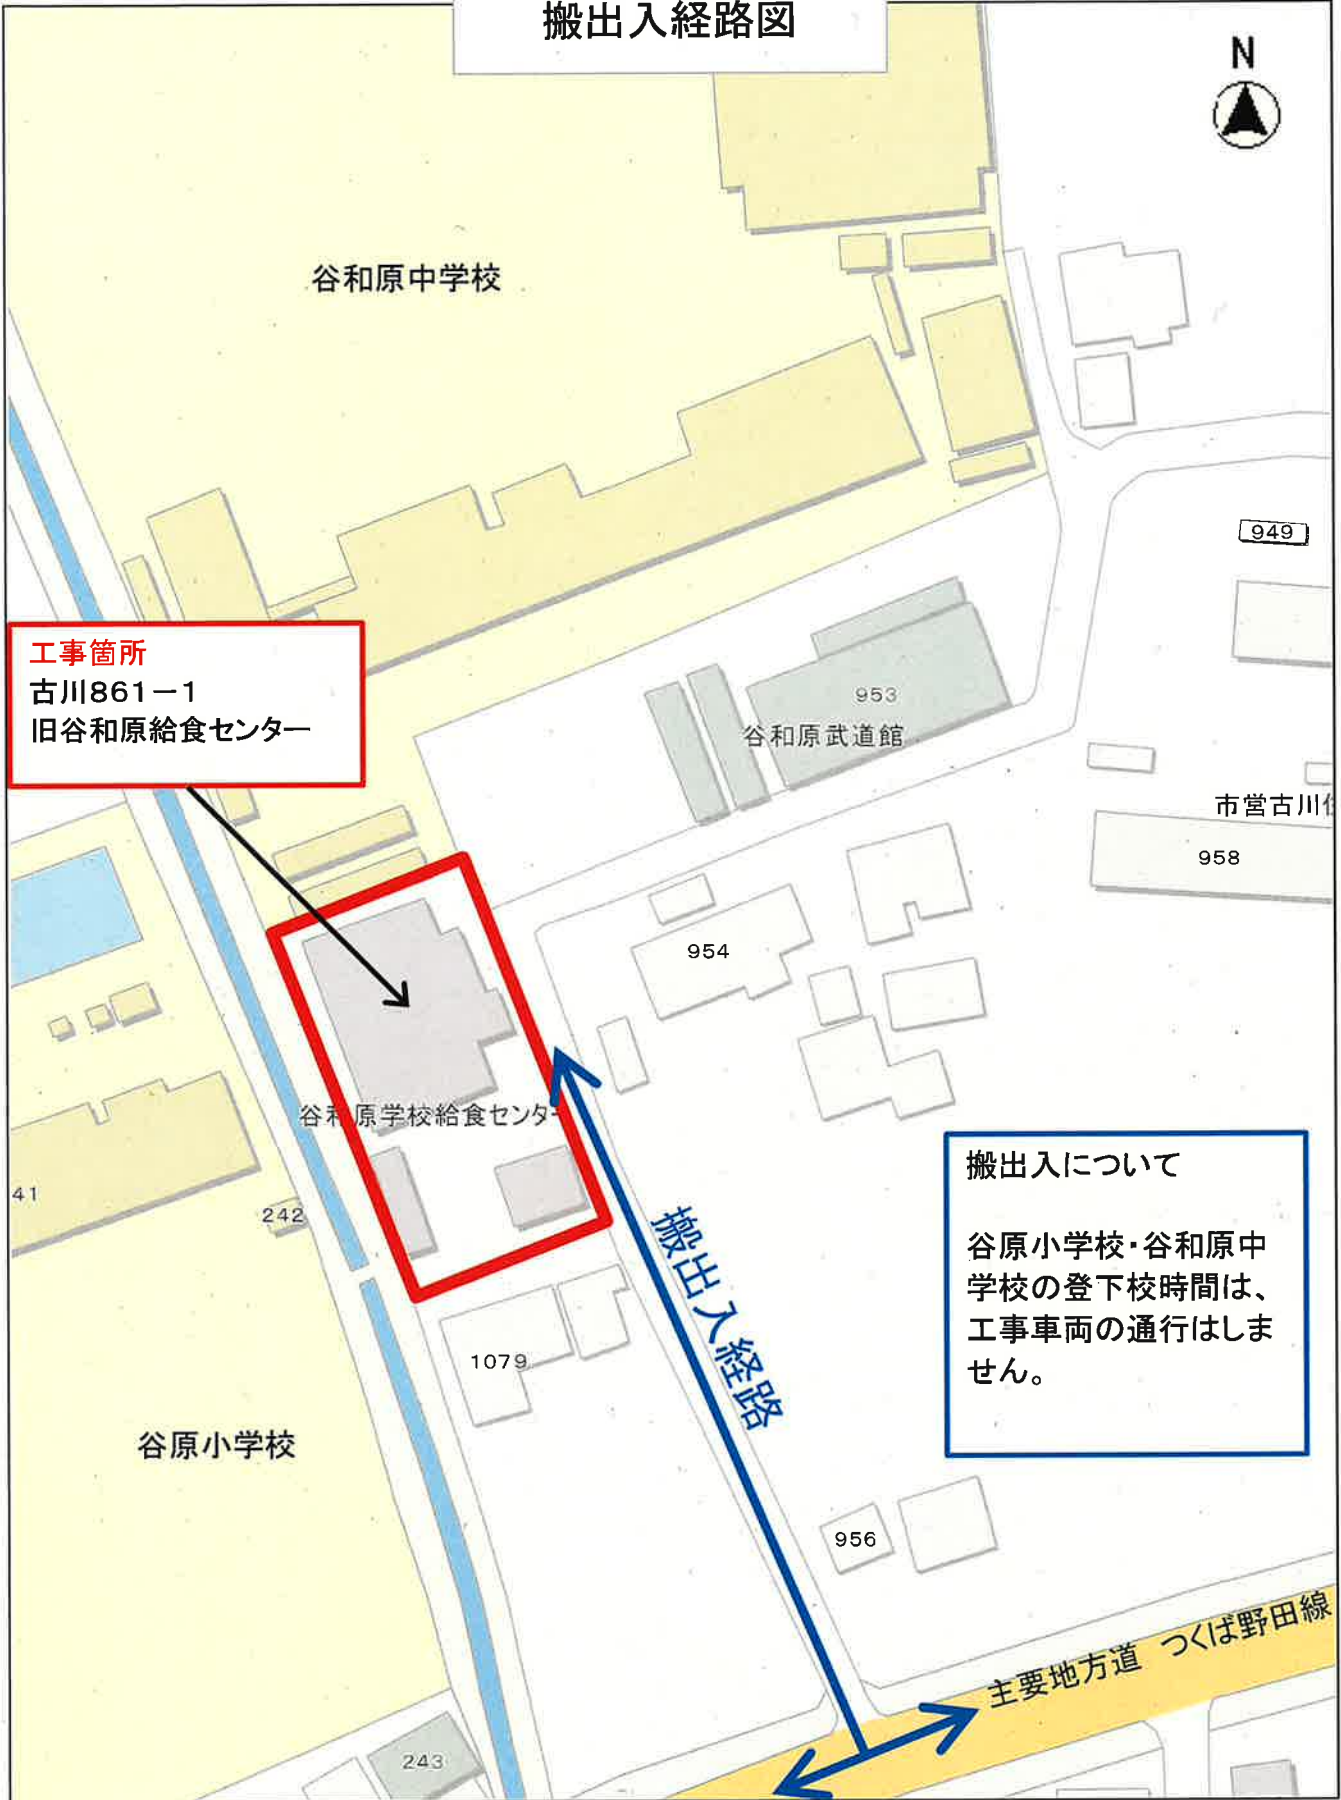 搬出入経路図
N
谷和原中学校
949
工事箇所
古川861－1
旧谷和原給食センター
953
谷和原武道館
市営古川
958
954
谷和原学校給食センター
搬出入について
谷原小学校・谷和原中
学校の登下校時間は、
工事車両の通行はしま
せん。
41
242
搬出入経路
1079
谷原小学校
956
主要地方道 つくば野田線
243